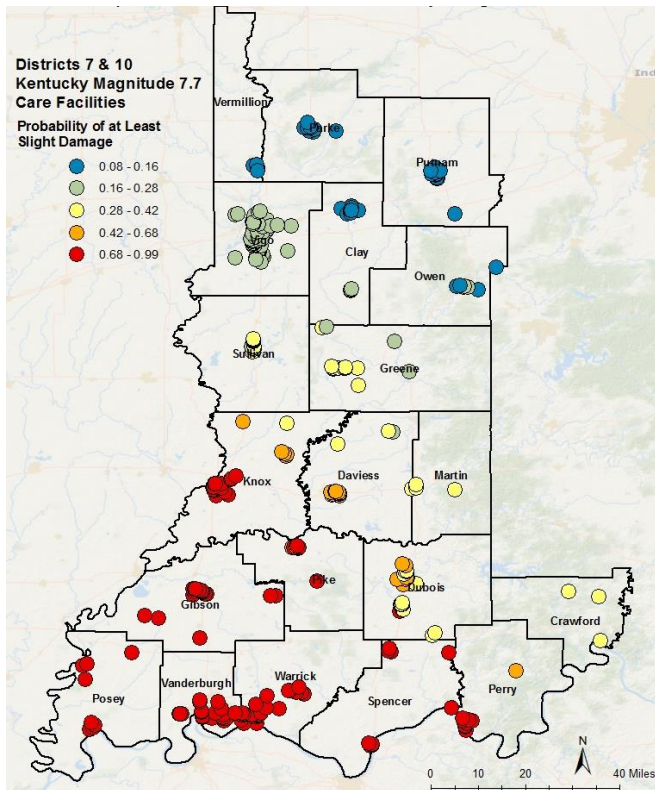 Districts 7 & 10
Kentucky Magnitude 7.7
Care Facilities
Probability of at Least
Slight Damage
0.08 - 0.16
0.16 - 0.28
0.28 - 0.42
0.42 - 0.68
0.68 - 0.99
Vermillion
Parke
Putnam
Vigo
Clay
Owen
Sullivan
Greene
Knox
Daviess
Martin
Pike
Dubois
Gibson
Crawford
Posey
Vanderburgh
Warrick
Spencer
Perry
N
0 10 20 40 Miles